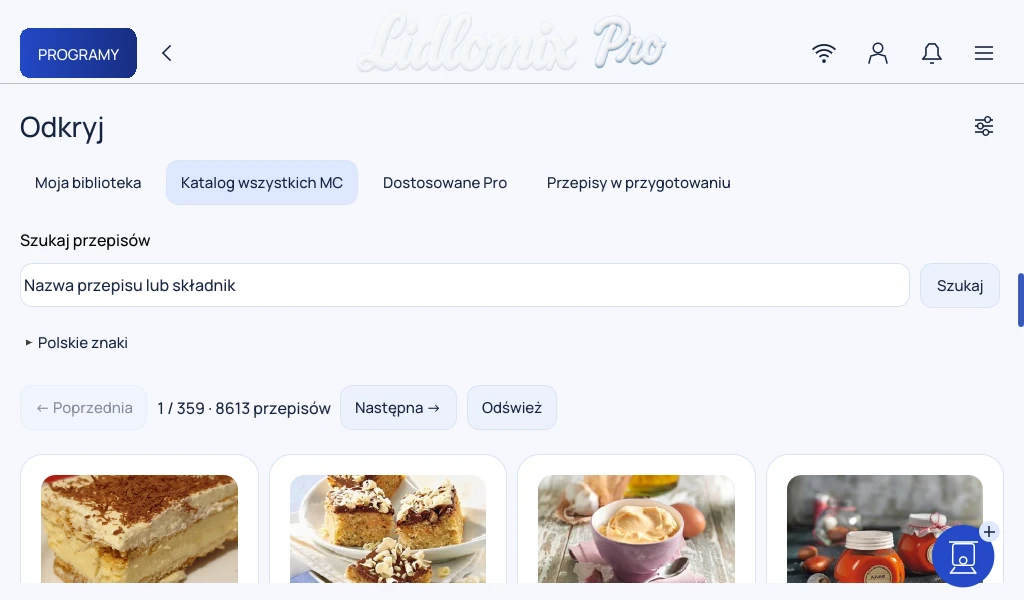 PROGRAMY
Lidlomix Pro
Odkryj
Moja biblioteka
Katalog wszystkich MC
Dostosowane Pro
Przepisy w przygotowaniu
Szukaj przepisów
Nazwa przepisu lub składnik
Szukaj
▸ Polskie znaki
← Poprzednia
1 / 359 · 8613 przepisów
Następna →
Odśwież